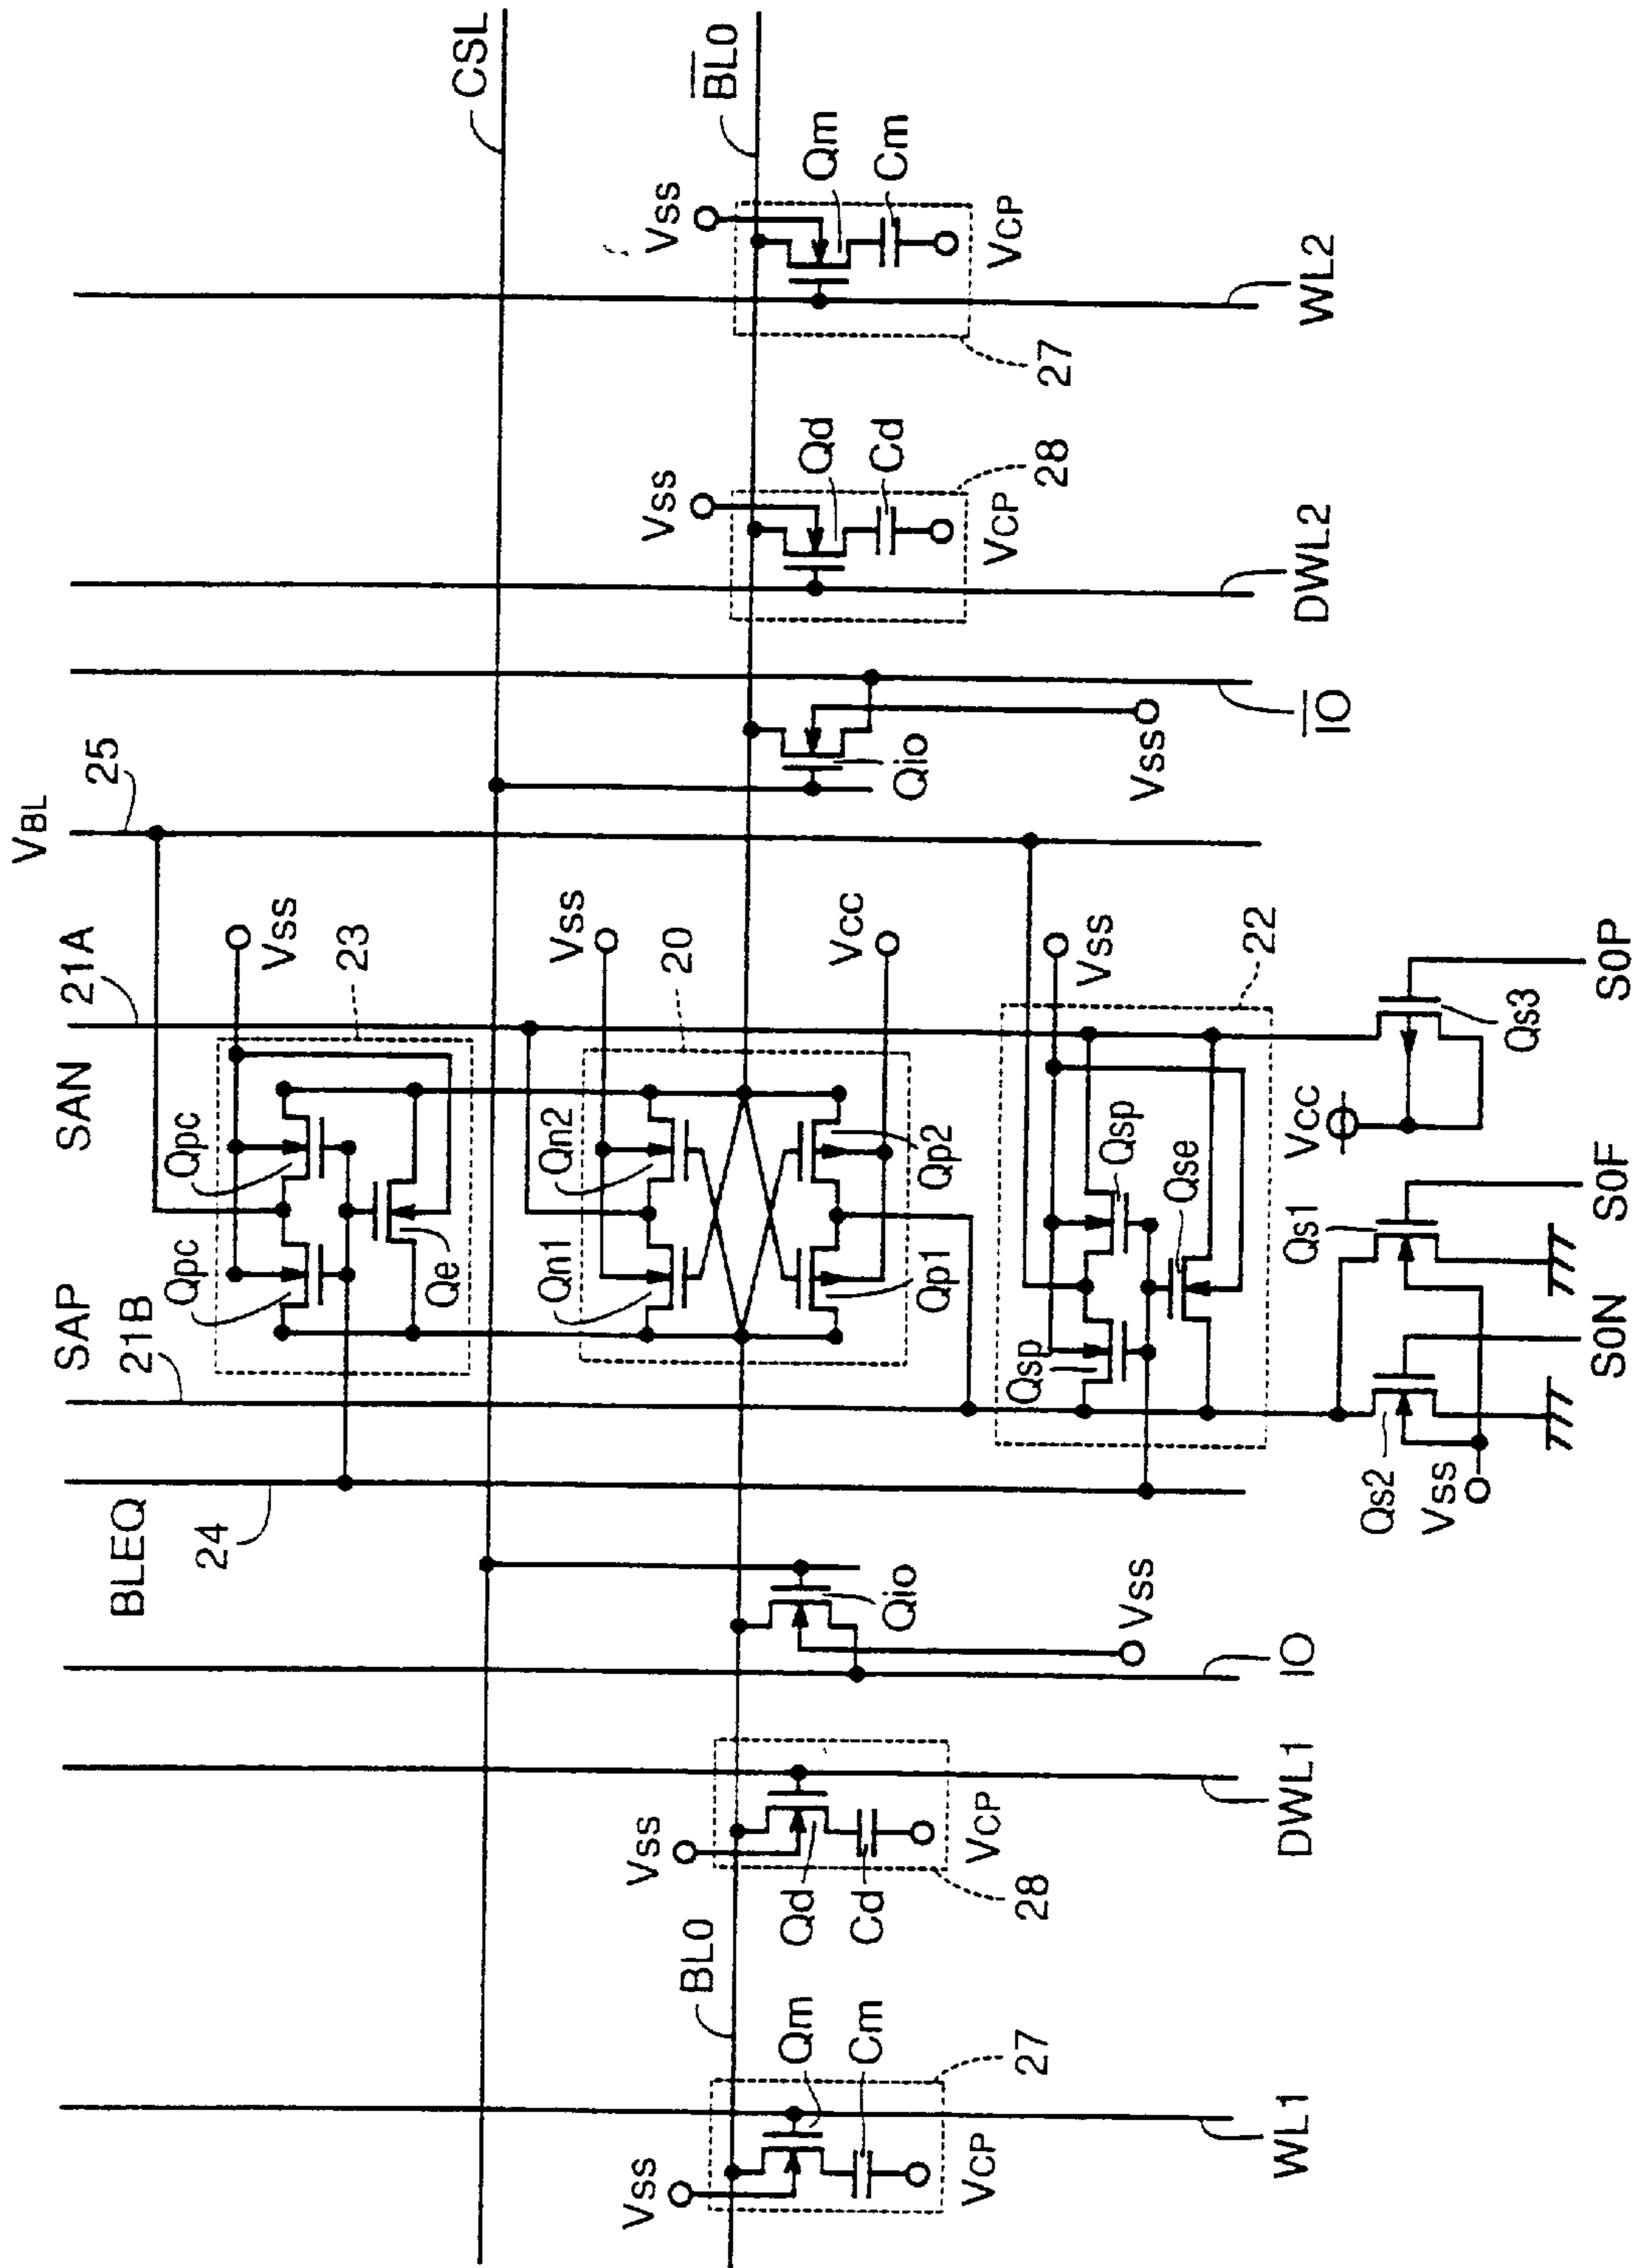 VBL
SAP SAN 21A 25
BLEQ 21B
Qpc Qpc
24
Vss
23
Qe
CSL
Qn1 Qn2 Vss
Vss Vss Vss Vss
20
BL0 B̅L̅0
Qm Qd Qd Qm
Vcc
Cm Cd Cd Cm
Qio Qio
Qp1 Qp2
VCP VCP VCP VCP
27 28 28 27
Qsp Qsp Vss
Vss Vss
Qse
22
WL1 DWL1 IO I̅O̅ DWL2 WL2
Vcc
Qs2 Qs1
Vss
Qs3
S0N S0F S0P